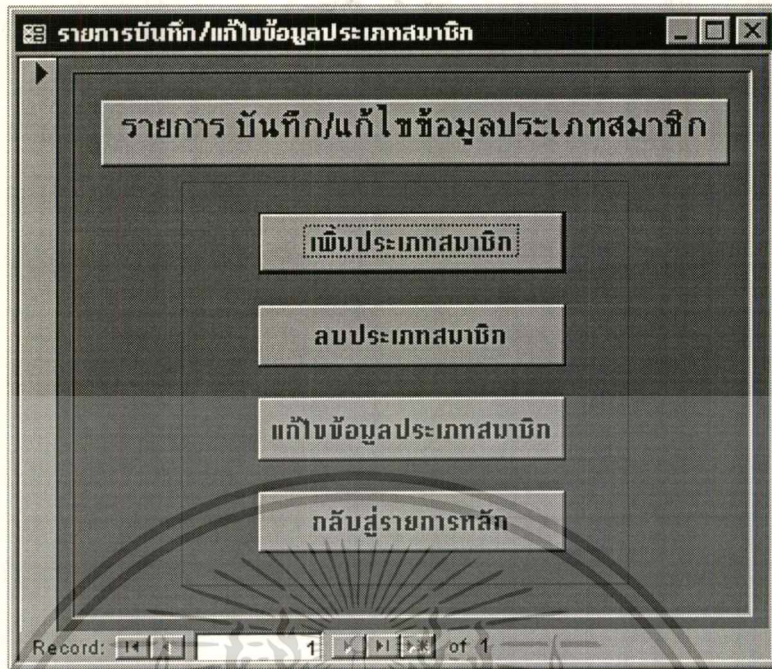 รายการบันทึก/แก้ไขข้อมูลประเภทสมาชิก
รายการ บันทึก/แก้ไขข้อมูลประเภทสมาชิก
เพิ่มประเภทสมาชิก
ลบประเภทสมาชิก
แก้ไขข้อมูลประเภทสมาชิก
กลับสู่รายการหลัก
Record: 1 of 1